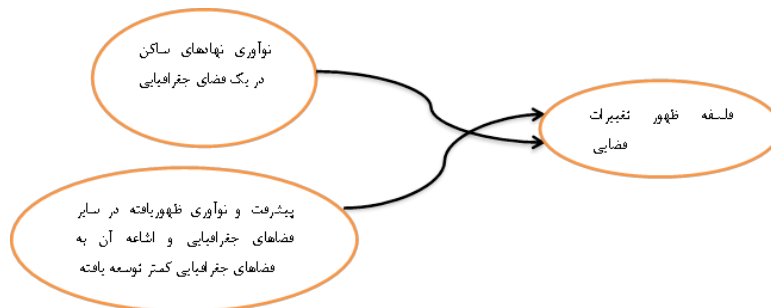 نوآوری نهادهای ساکن
در یک فضای جغرافیایی
فلسفه ظهور تغییرات
فضایی
پیشرفت و نوآوری ظهوریافته در سایر
فضاهای جغرافیایی و اشاعه آن به
فضاهای جغرافیایی کمتر توسعه یافته